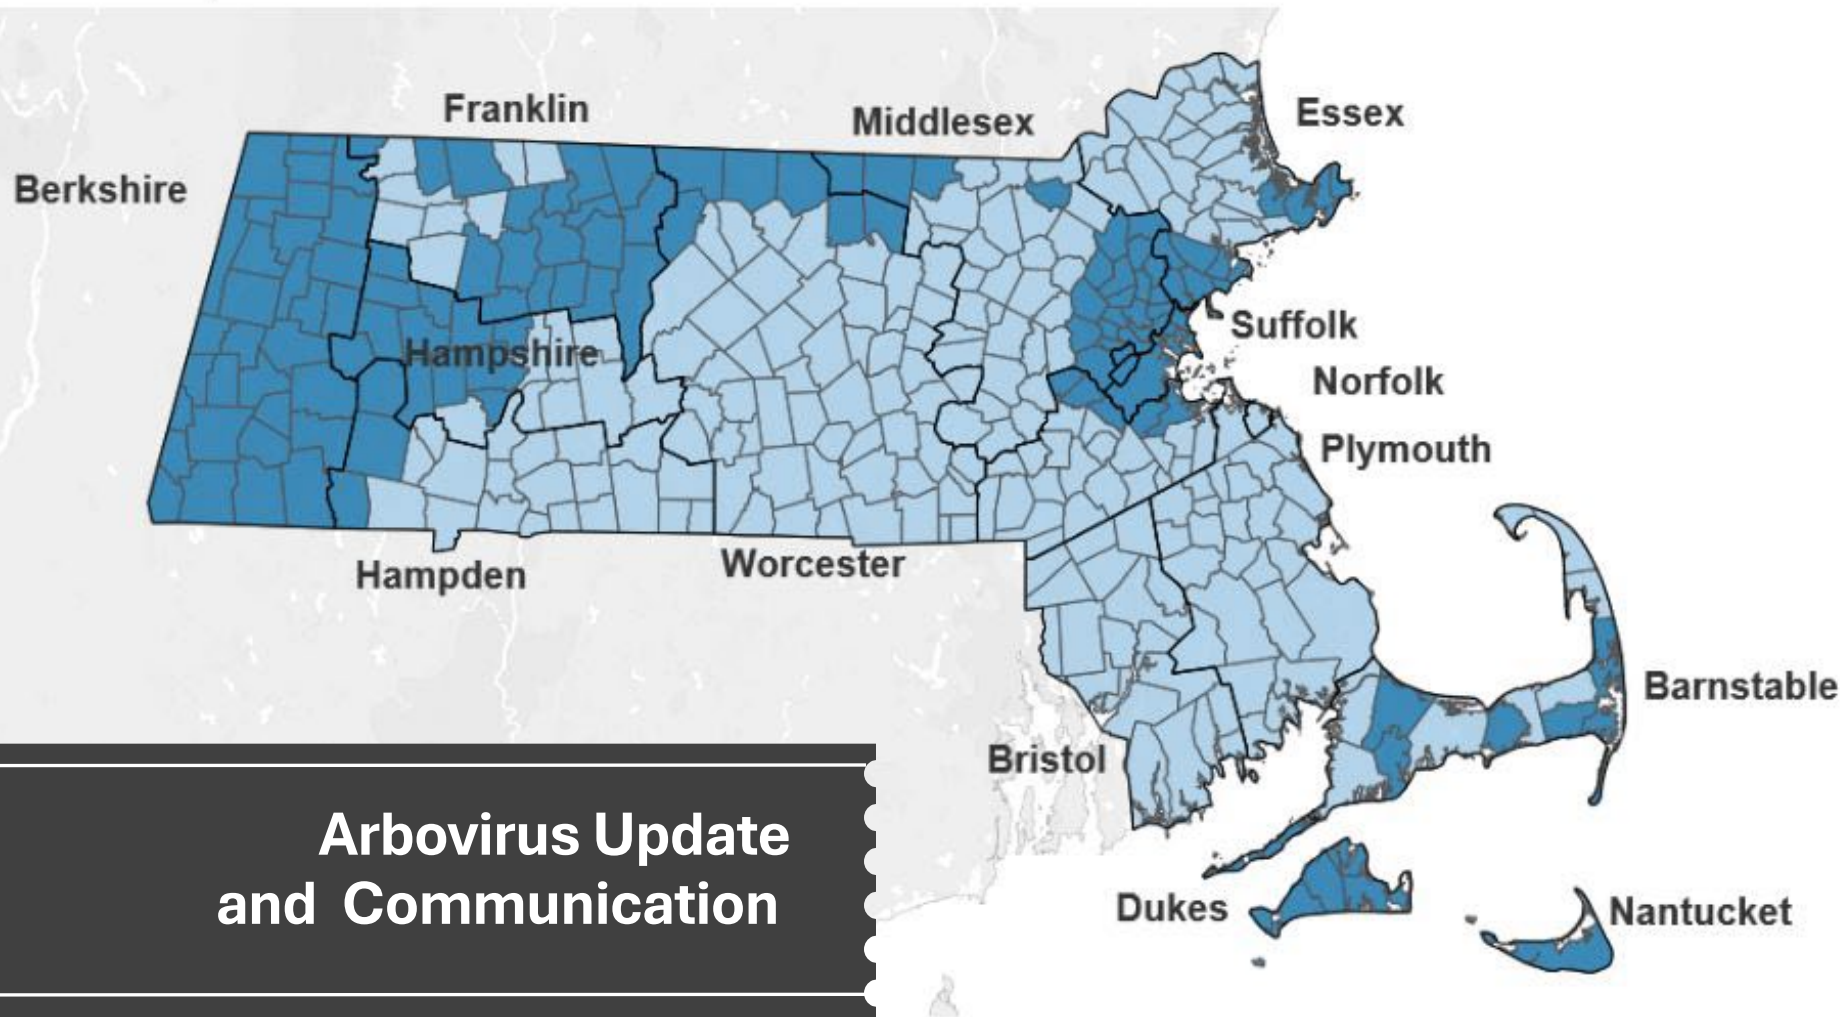 Franklin
Middlesex
Essex
Berkshire
Suffolk
Hampshire
Norfolk
Plymouth
Worcester
Hampden
Barnstable
Bristol
Arbovirus Update
and Communication
Dukes
Nantucket